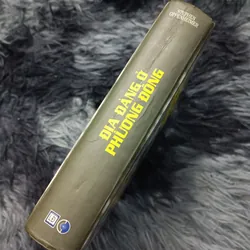 ĐỊA ĐÀNG Ở
PHƯƠNG ĐÔNG